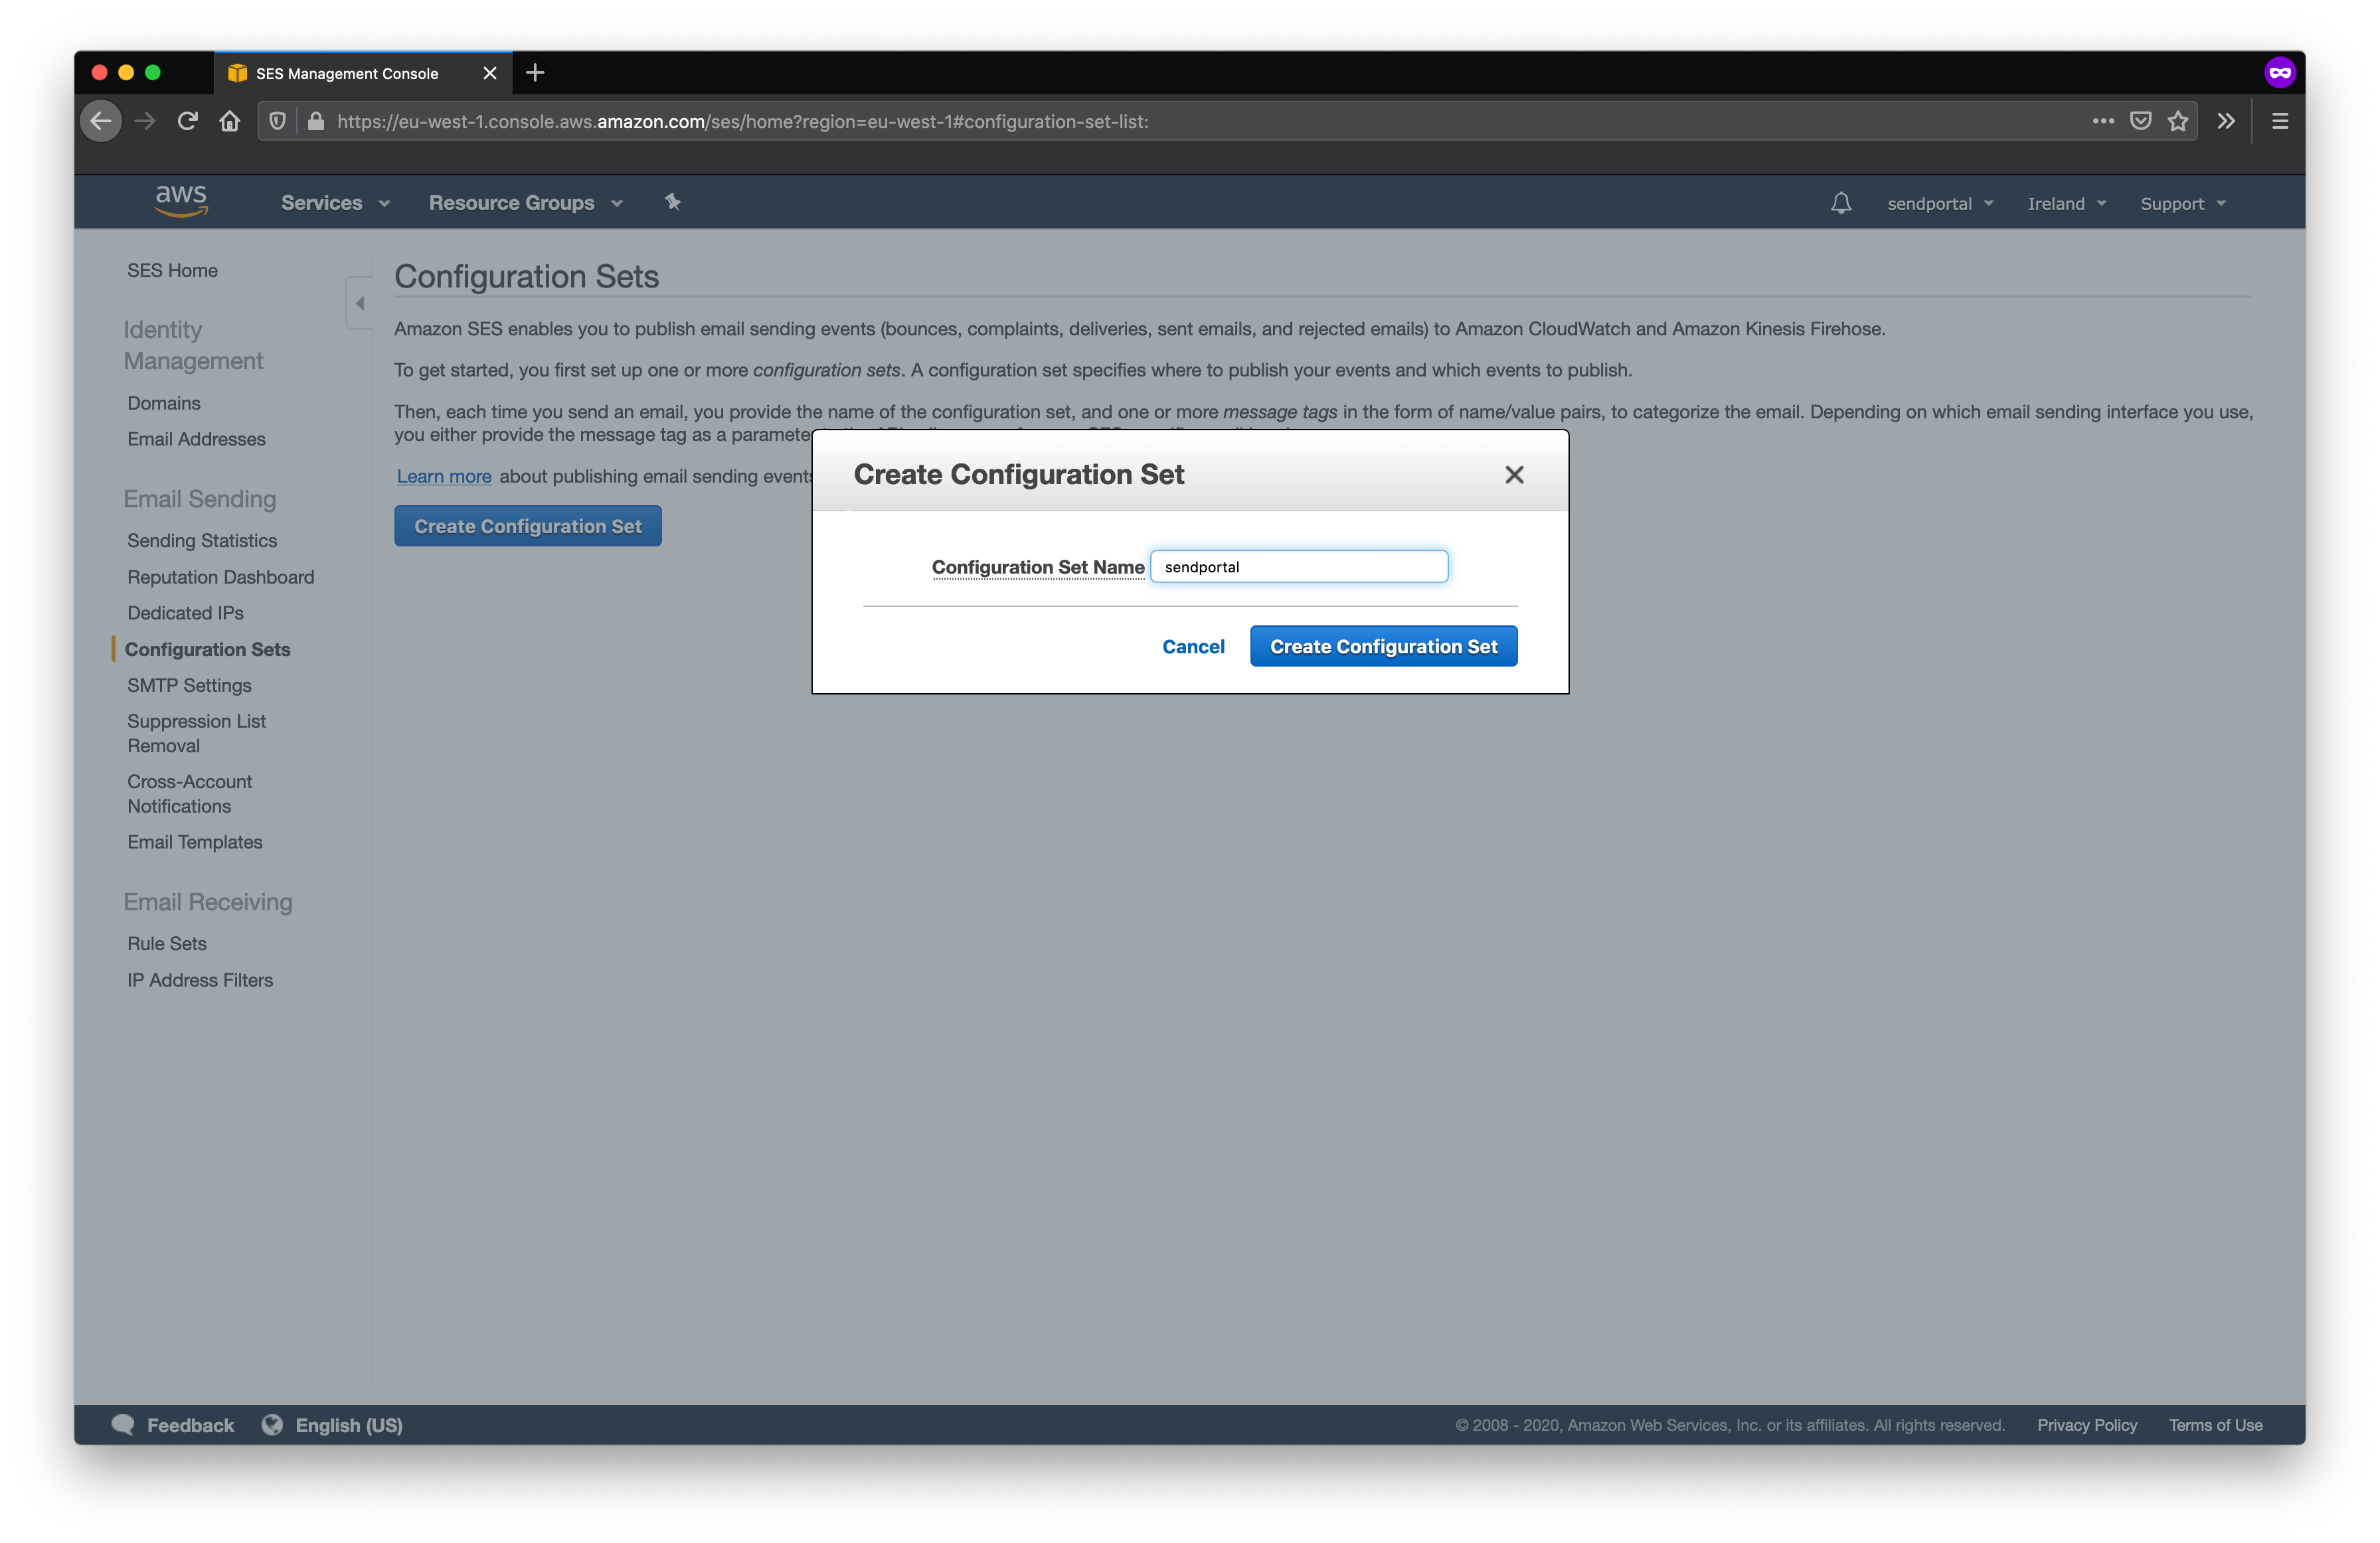 SES Management Console
https://eu-west-1.console.aws.amazon.com/ses/home?region=eu-west-1#configuration-set-list:
aws
Services
Resource Groups
sendportal
Ireland
Support
SES Home
Identity
Management
Domains
Email Addresses
Email Sending
Sending Statistics
Reputation Dashboard
Dedicated IPs
Configuration Sets
SMTP Settings
Suppression List
Removal
Cross-Account
Notifications
Email Templates
Email Receiving
Rule Sets
IP Address Filters
Configuration Sets
Amazon SES enables you to publish email sending events (bounces, complaints, deliveries, sent emails, and rejected emails) to Amazon CloudWatch and Amazon Kinesis Firehose.
To get started, you first set up one or more configuration sets. A configuration set specifies where to publish your events and which events to publish.
Then, each time you send an email, you provide the name of the configuration set, and one or more message tags in the form of name/value pairs, to categorize the email. Depending on which email sending interface you use,
you either provide the message tag as a paramete
Learn more about publishing email sending events
Create Configuration Set
Create Configuration Set
Configuration Set Name
sendportal
Cancel
Create Configuration Set
Feedback
English (US)
© 2008 - 2020, Amazon Web Services, Inc. or its affiliates. All rights reserved.
Privacy Policy
Terms of Use